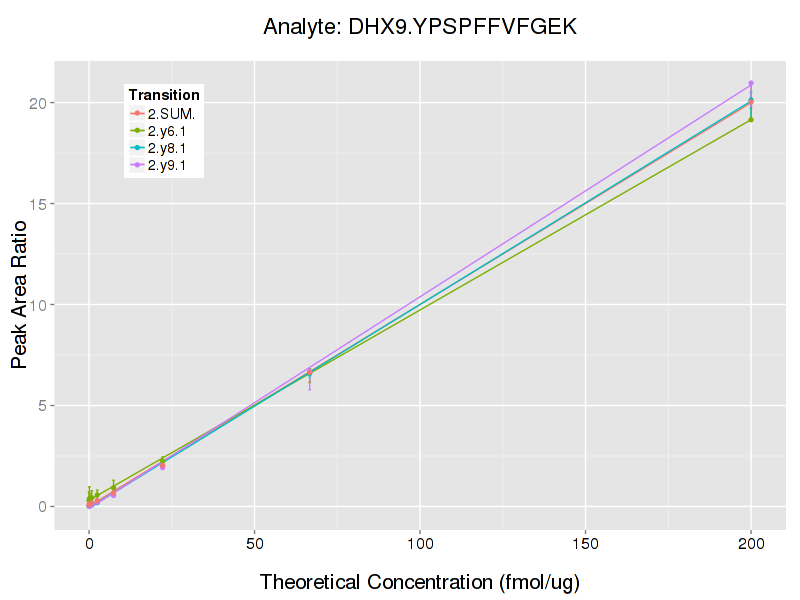 Analyte: DHX9.YPSPFFVFGEK
Transition
2.SUM.
2.y6.1
2.y8.1
2.y9.1
20
15
10
5
0
Peak Area Ratio
0 50 100 150 200
Theoretical Concentration (fmol/ug)